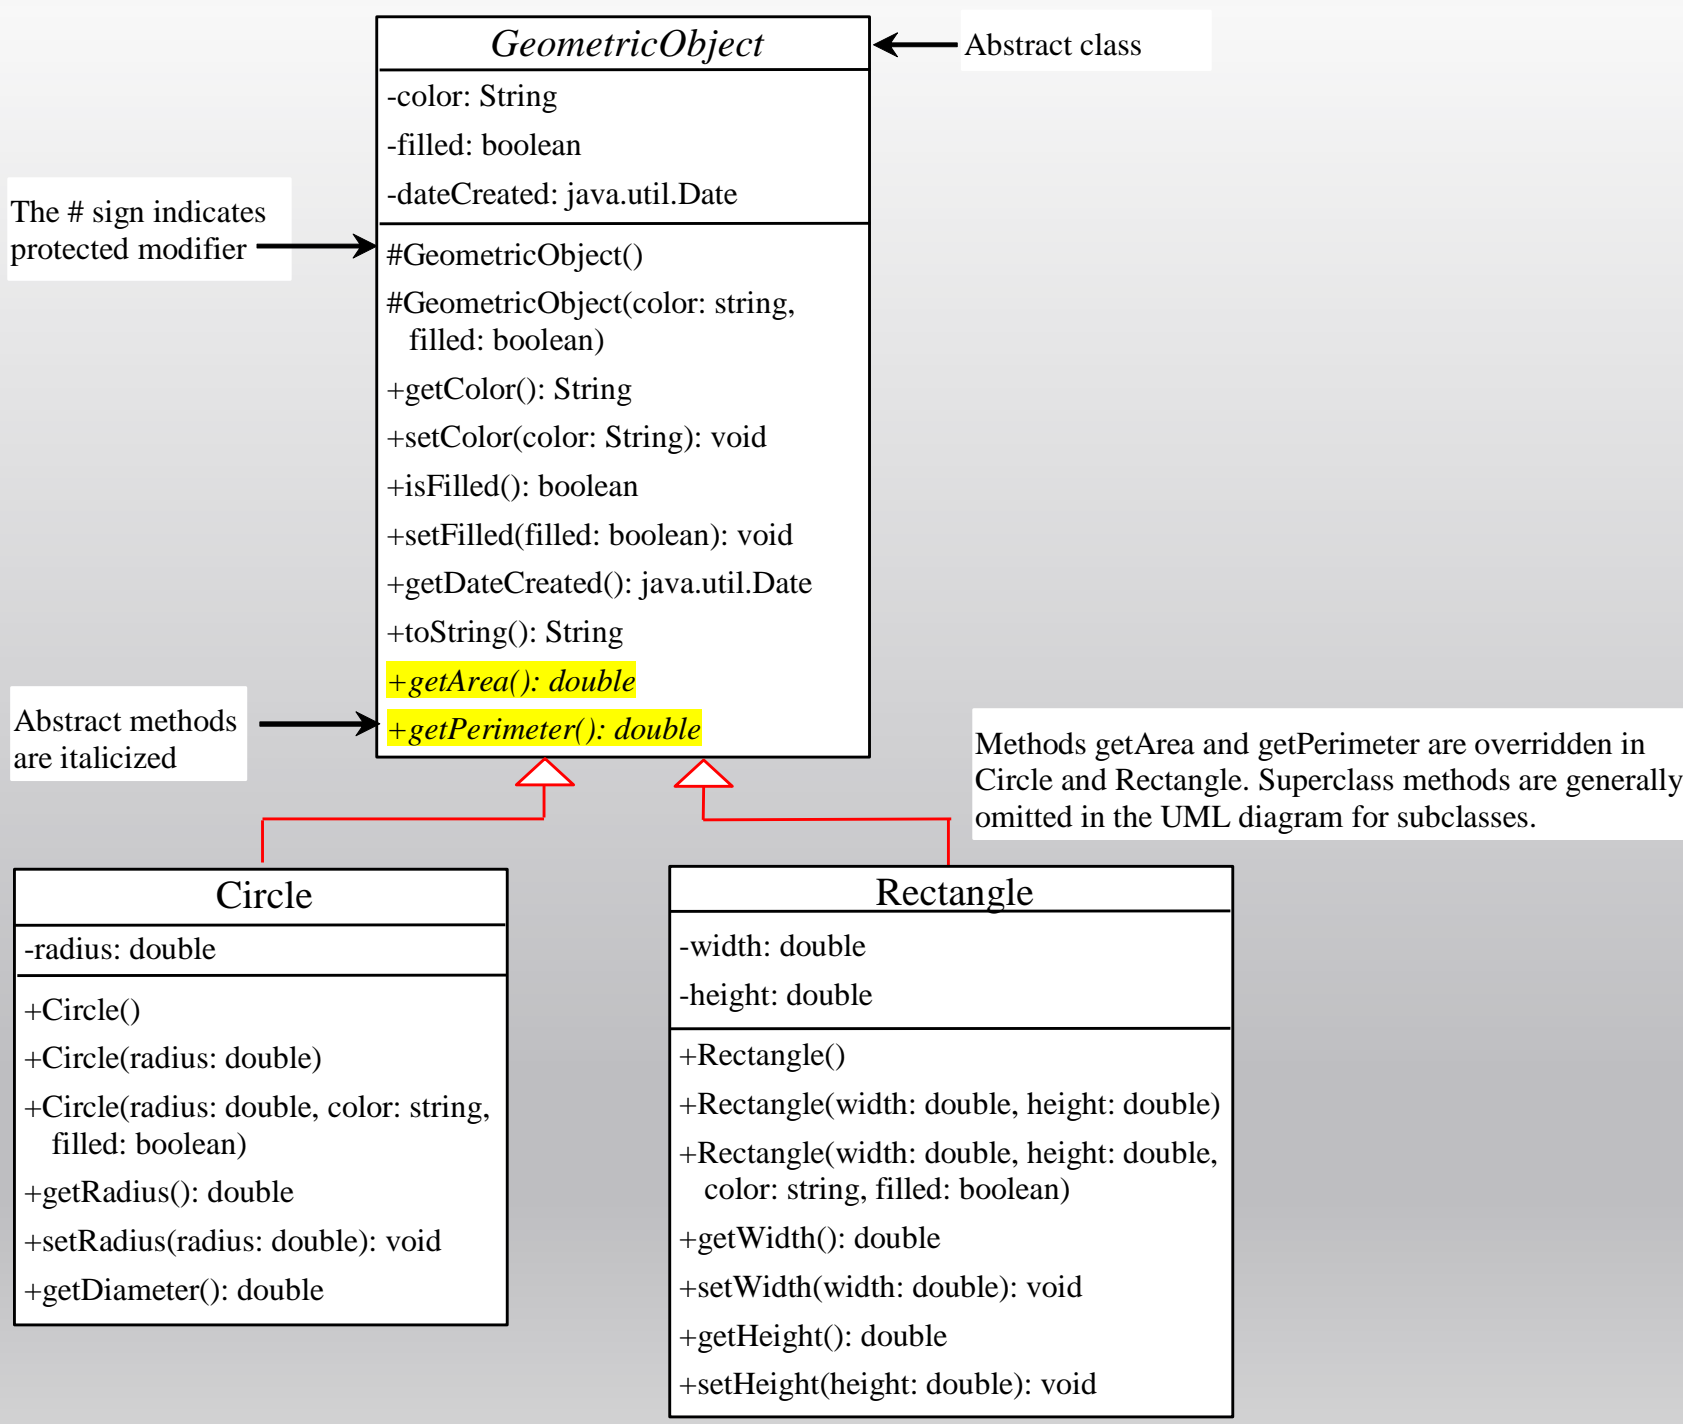 GeometricObject
Abstract class
-color: String
-filled: boolean
-dateCreated: java.util.Date
The # sign indicates
protected modifier
#GeometricObject()
#GeometricObject(color: string,
filled: boolean)
+getColor(): String
+setColor(color: String): void
+isFilled(): boolean
+setFilled(filled: boolean): void
+getDateCreated(): java.util.Date
+toString(): String
+getArea(): double
+getPerimeter(): double
Abstract methods
are italicized
Methods getArea and getPerimeter are overridden in
Circle and Rectangle. Superclass methods are generally
omitted in the UML diagram for subclasses.
Circle
-radius: double
+Circle()
+Circle(radius: double)
+Circle(radius: double, color: string,
filled: boolean)
+getRadius(): double
+setRadius(radius: double): void
+getDiameter(): double
Rectangle
-width: double
-height: double
+Rectangle()
+Rectangle(width: double, height: double)
+Rectangle(width: double, height: double,
color: string, filled: boolean)
+getWidth(): double
+setWidth(width: double): void
+getHeight(): double
+setHeight(height: double): void